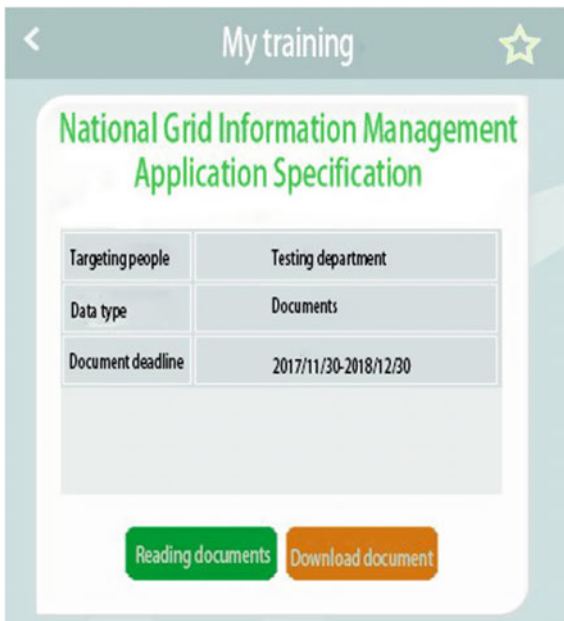 My training
National Grid Information Management
Application Specification
Targeting people Testing department
Data type Documents
Document deadline 2017/11/30-2018/12/30
Reading documents Download document